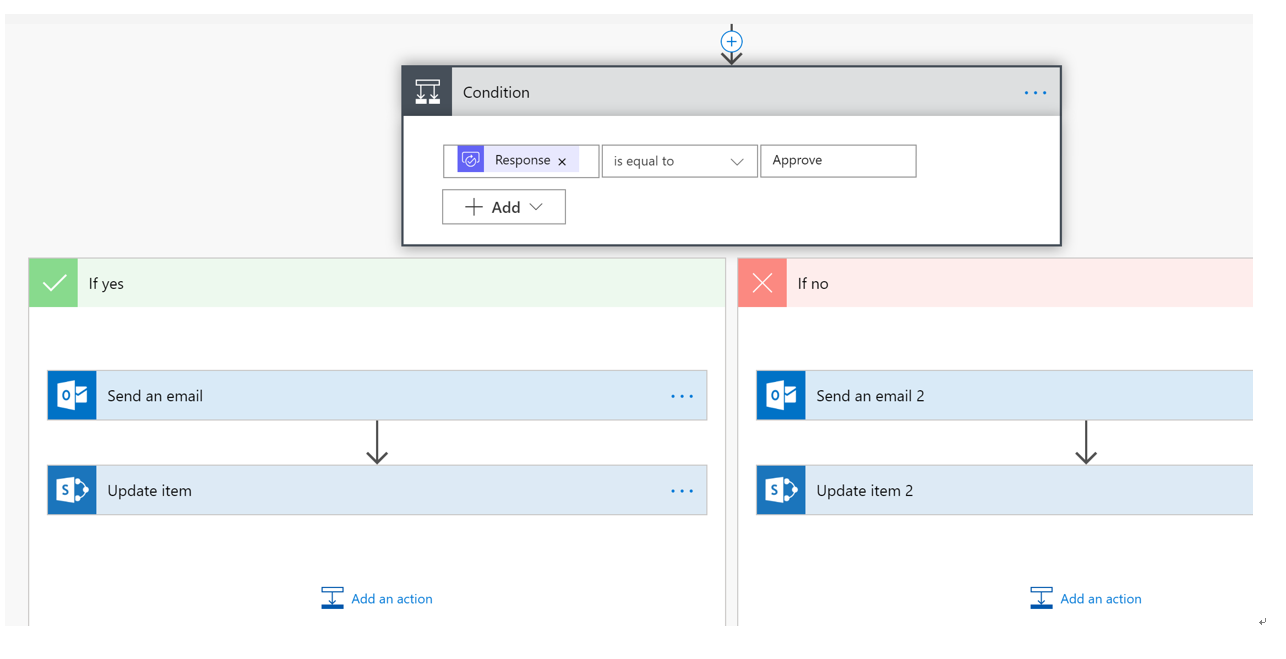 Condition
Response × is equal to Approve
Add
If yes
If no
Send an email
Send an email 2
Update item
Update item 2
Add an action
Add an action